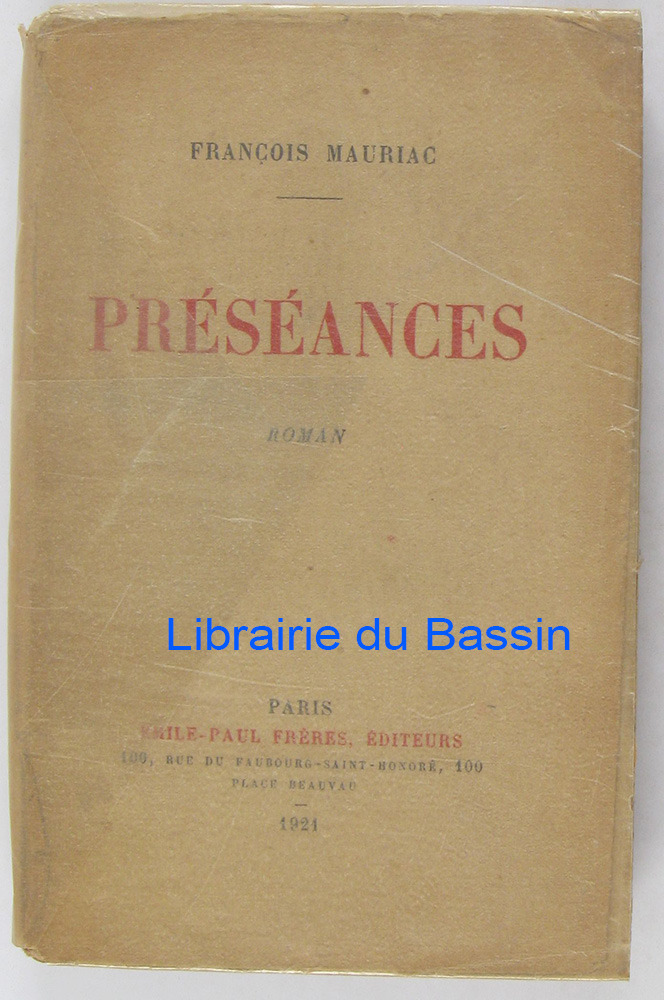 FRANÇOIS MAURIAC
PRÉSÉANCES
ROMAN
Librairie du Bassin
PARIS
ÉMILE-PAUL FRÈRES, ÉDITEURS
100, RUE DU FAUBOURG-SAINT-HONORÉ, 100
PLACE BEAUVAU
1921